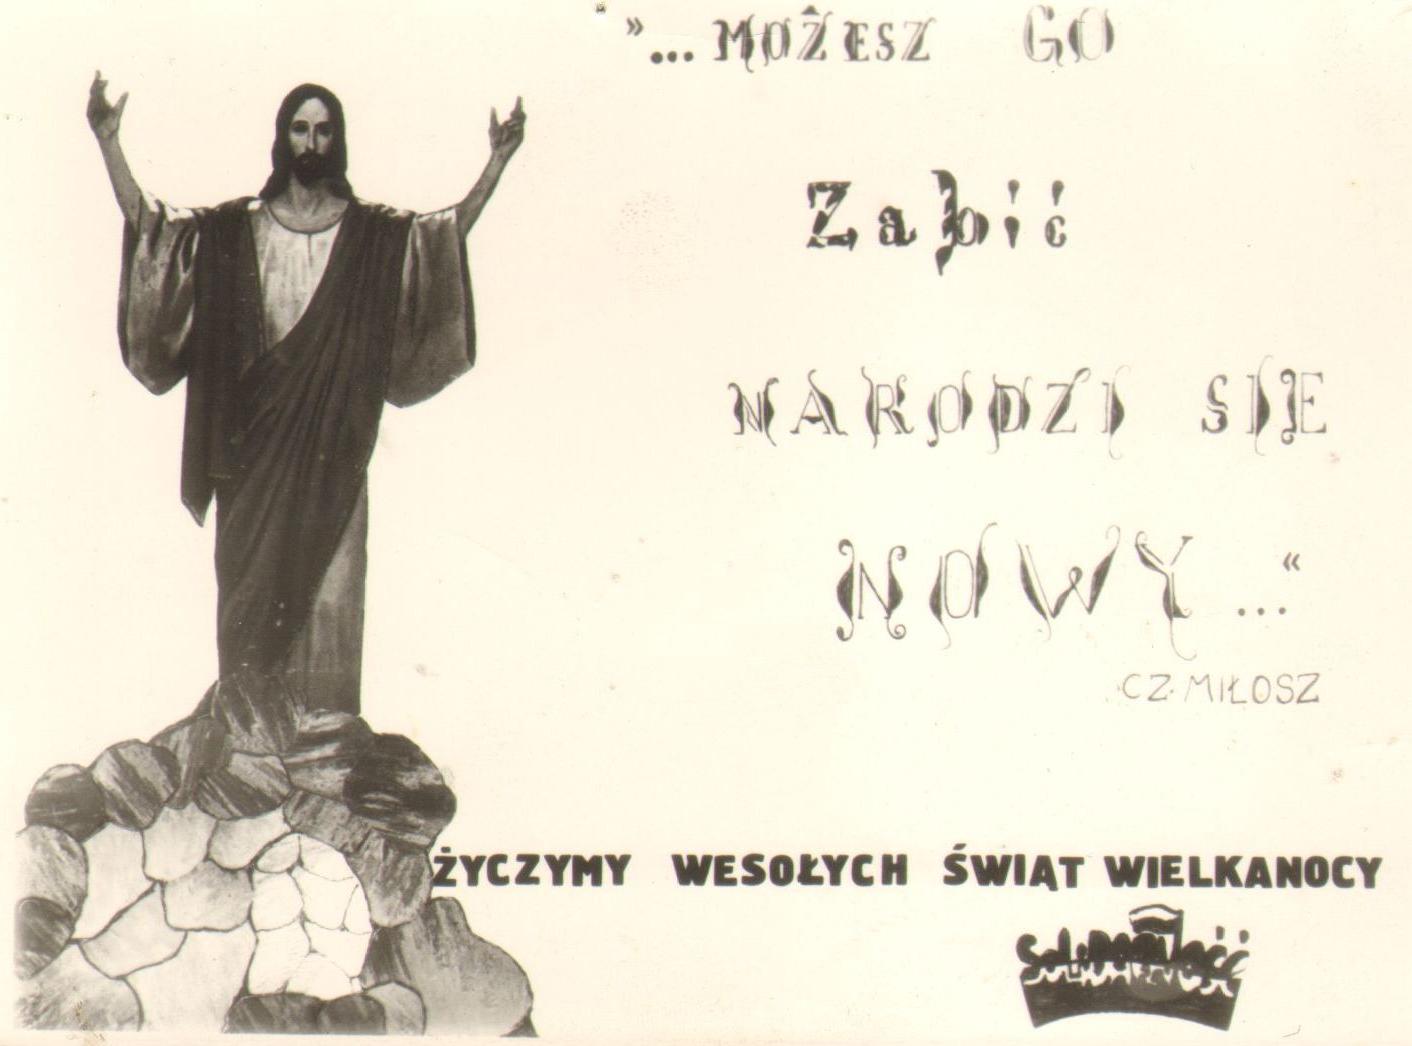 »... MOŻESZ GO
Zabić
NARODZI SIĘ
NOWY..."
CZ. MIŁOSZ
ŻYCZYMY WESOŁYCH ŚWIĄT WIELKANOCY
SOLIDARNOŚĆ